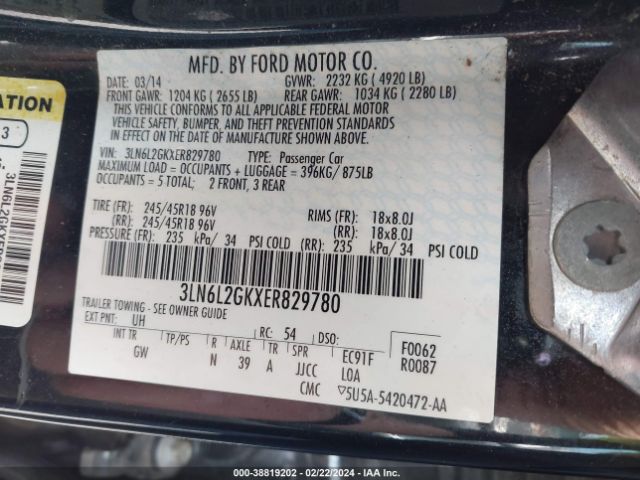 MFD. BY FORD MOTOR CO.
DATE: 03/14 GVWR: 2232 KG ( 4920 LB)
FRONT GAWR: 1204 KG ( 2655 LB) REAR GAWR: 1034 KG ( 2280 LB)
THIS VEHICLE CONFORMS TO ALL APPLICABLE FEDERAL MOTOR
VEHICLE SAFETY, BUMPER, AND THEFT PREVENTION STANDARDS
IN EFFECT ON THE DATE OF MANUFACTURE SHOWN ABOVE.
VIN: 3LN6L2GKXER829780 TYPE: Passenger Car
MAXIMUM LOAD = OCCUPANTS + LUGGAGE = 396KG/ 875LB
OCCUPANTS = 5 TOTAL; 2 FRONT, 3 REAR
TIRE (FR): 245/45R18 96V RIMS (FR): 18x8.0J
(RR): 245/45R18 96V (RR): 18x8.0J
PRESSURE (FR): 235 kPa/ 34 PSI COLD (RR): 235 kPa/ 34 PSI COLD
3LN6L2GKXER829780
TRAILER TOWING - SEE OWNER GUIDE
EXT PNT: UH RC: 54 DSO:
INT TR TP/PS R AXLE TR SPR EC91F F0062
GW N 39 A JJCC LOA R0087
CMC ▽5U5A-5420472-AA
ATION
3
000-38819202 - 02/22/2024 - IAA Inc.